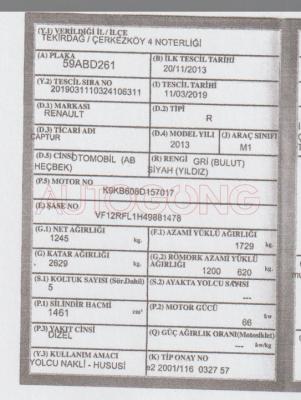 (Y.1) VERİLDİĞİ İL / İLÇE
TEKİRDAĞ / ÇERKEZKÖY 4 NOTERLİĞİ
(A) PLAKA
59ABD261
(B) İLK TESCİL TARİHİ
20/11/2013
(Y.2) TESCİL SIRA NO
2019031110324106311
(I) TESCİL TARİHİ
11/03/2019
(D.1) MARKASI
RENAULT
(D.2) TİPİ
R
(D.3) TİCARİ ADI
CAPTUR
(D.4) MODEL YILI
2013
(J) ARAÇ SINIFI
M1
(D.5) CİNSİ OTOMOBİL (AB
HEÇBEK)
(R) RENGİ GRİ (BULUT)
SİYAH (YILDIZ)
(P.5) MOTOR NO
K9KB608D157017
AUTOGONG
(E) ŞASE NO
VF12RFL1H49881478
(G.1) NET AĞIRLIĞI
1245 kg.
(F.1) AZAMİ YÜKLÜ AĞIRLIĞI
1729 kg.
(G) KATAR AĞIRLIĞI
2629 kg.
(G.2) RÖMORK AZAMİ YÜKLÜ
AĞIRLIĞI 1200 620 kg.
(S.1) KOLTUK SAYISI (Sür.Dahil)
5
(S.2) AYAKTA YOLCU SAYISI
---
(P.1) SİLİNDİR HACMİ
1461 cm³
(P.2) MOTOR GÜCÜ
66 kw
(P.3) YAKIT CİNSİ
DİZEL
(Q) GÜÇ AĞIRLIK ORANI(Motosiklet)
--- kw/kg
(Y.3) KULLANIM AMACI
YOLCU NAKLİ - HUSUSİ
(K) TİP ONAY NO
e2 2001/116 0327 57